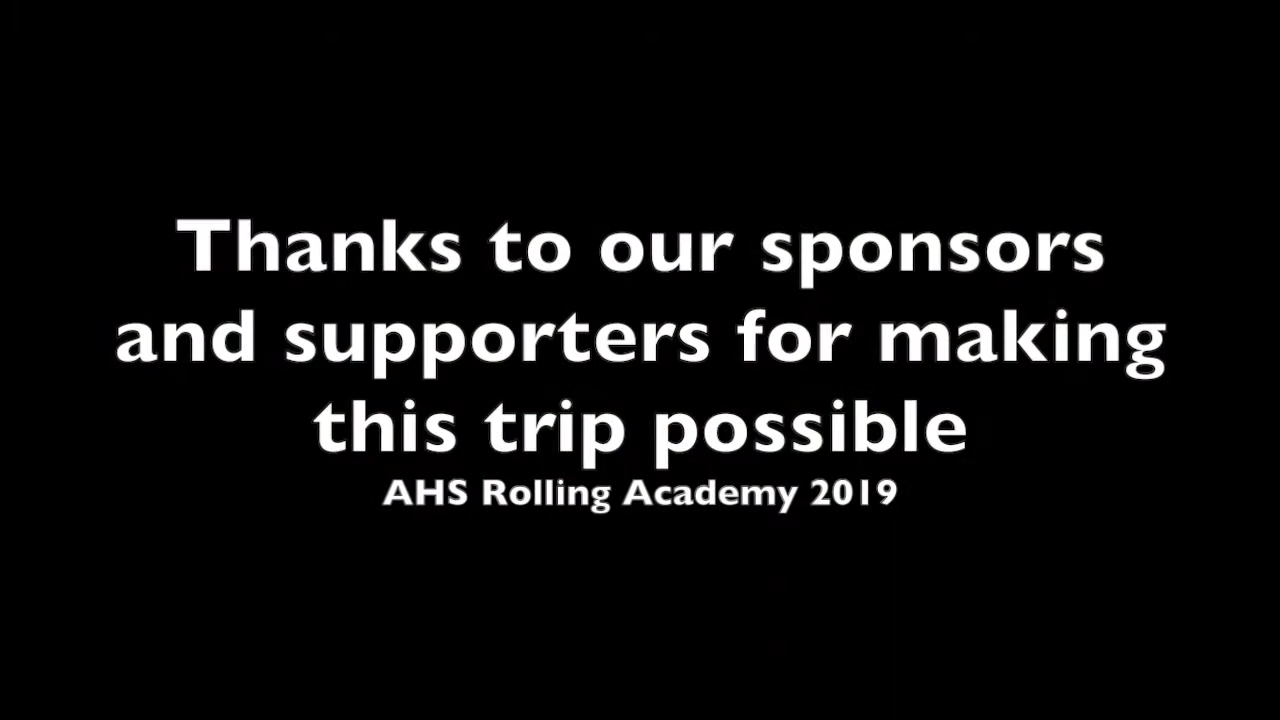 Thanks to our sponsors
and supporters for making
this trip possible
AHS Rolling Academy 2019